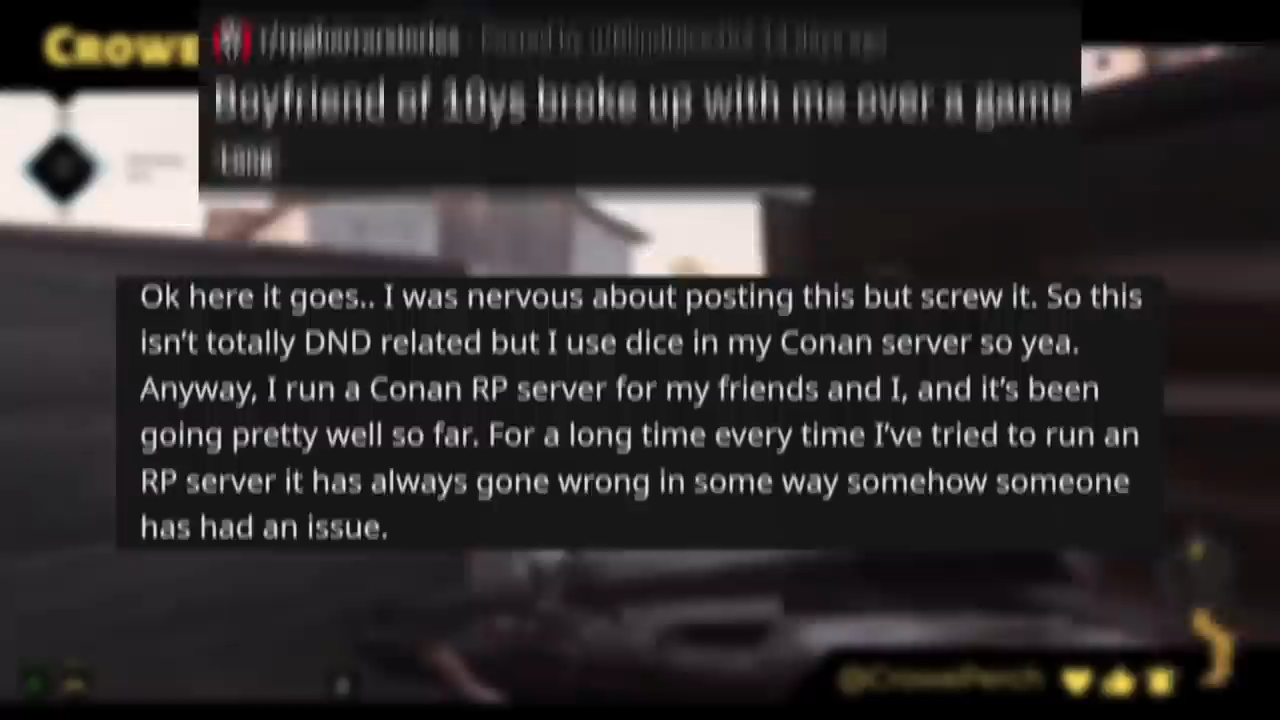 CROWE
Boyfriend of 10ys broke up with me over a game
Long
Ok here it goes.. I was nervous about posting this but screw it. So this
isn't totally DND related but I use dice in my Conan server so yea.
Anyway, I run a Conan RP server for my friends and I, and it's been
going pretty well so far. For a long time every time I've tried to run an
RP server it has always gone wrong in some way somehow someone
has had an issue.
@CrowePerch